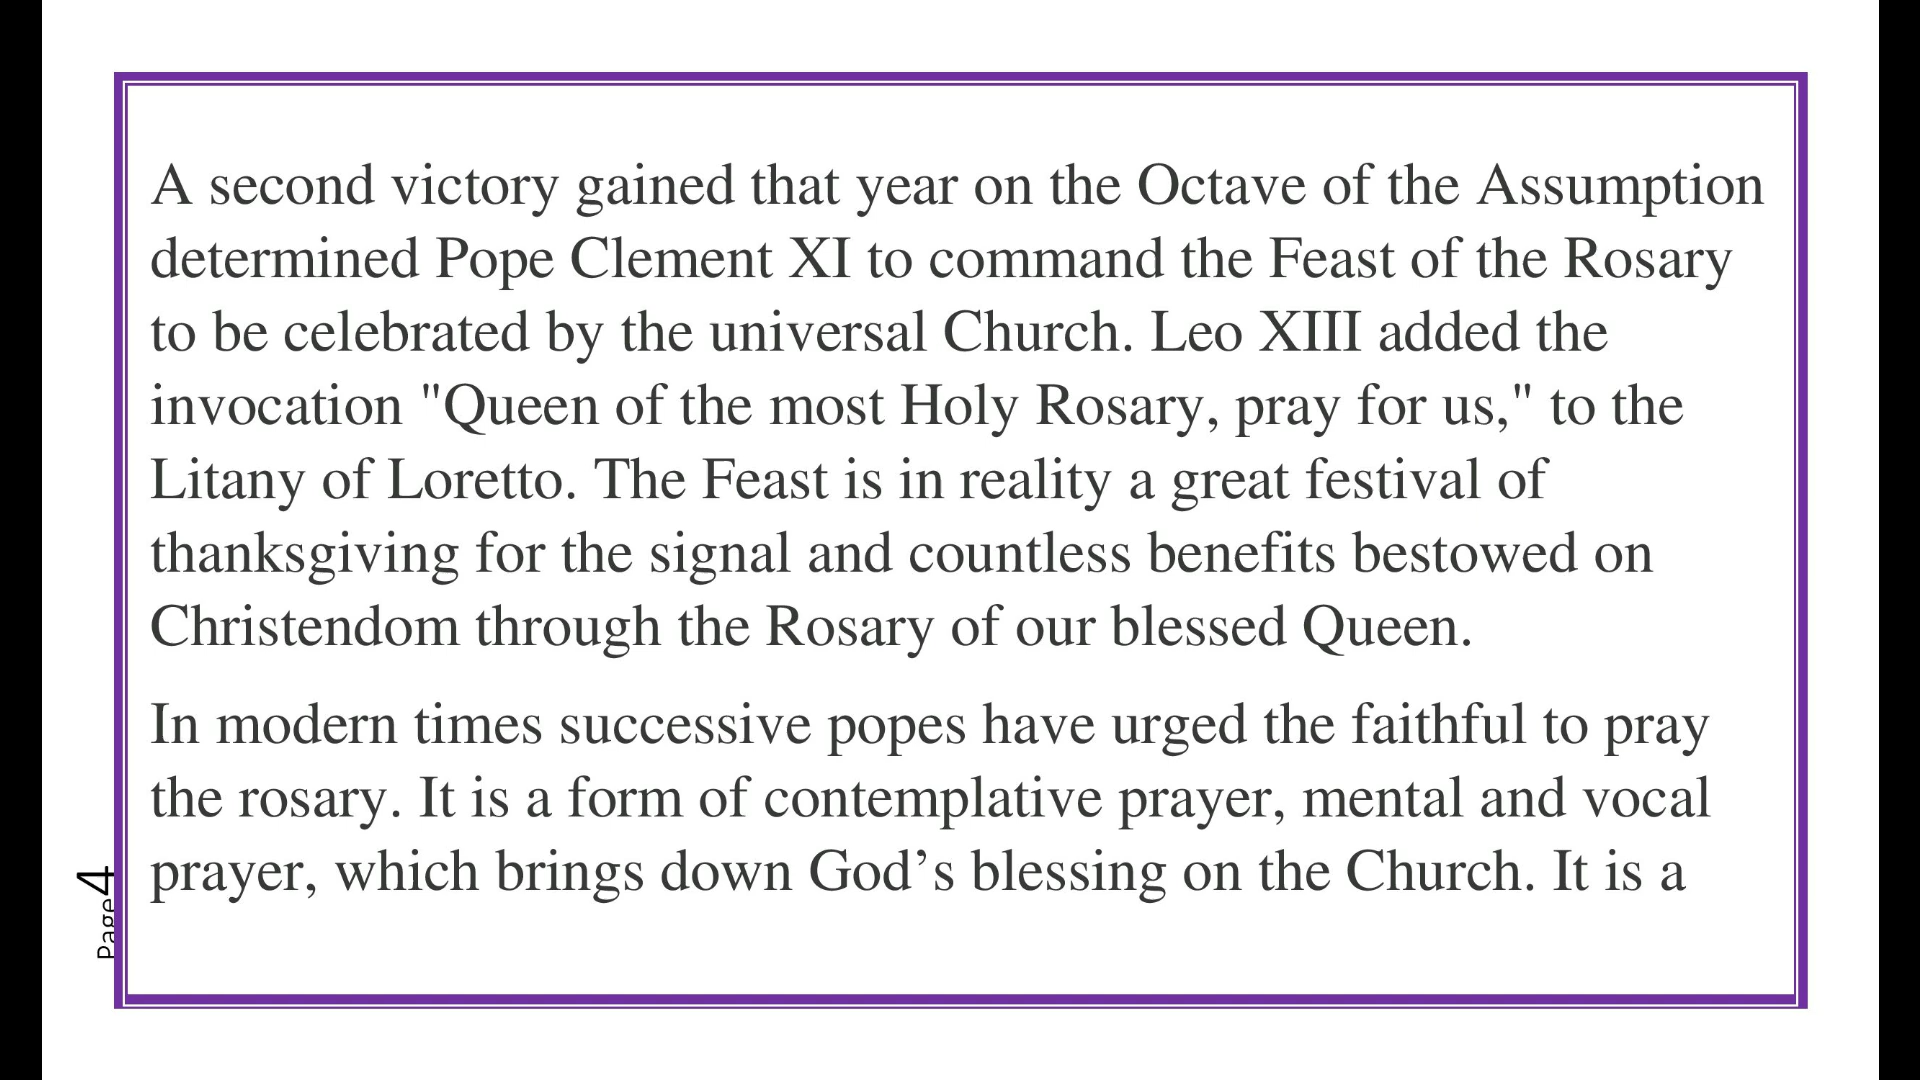 A second victory gained that year on the Octave of the Assumption
determined Pope Clement XI to command the Feast of the Rosary
to be celebrated by the universal Church. Leo XIII added the
invocation "Queen of the most Holy Rosary, pray for us," to the
Litany of Loretto. The Feast is in reality a great festival of
thanksgiving for the signal and countless benefits bestowed on
Christendom through the Rosary of our blessed Queen.
In modern times successive popes have urged the faithful to pray
the rosary. It is a form of contemplative prayer, mental and vocal
prayer, which brings down God’s blessing on the Church. It is a
Page4